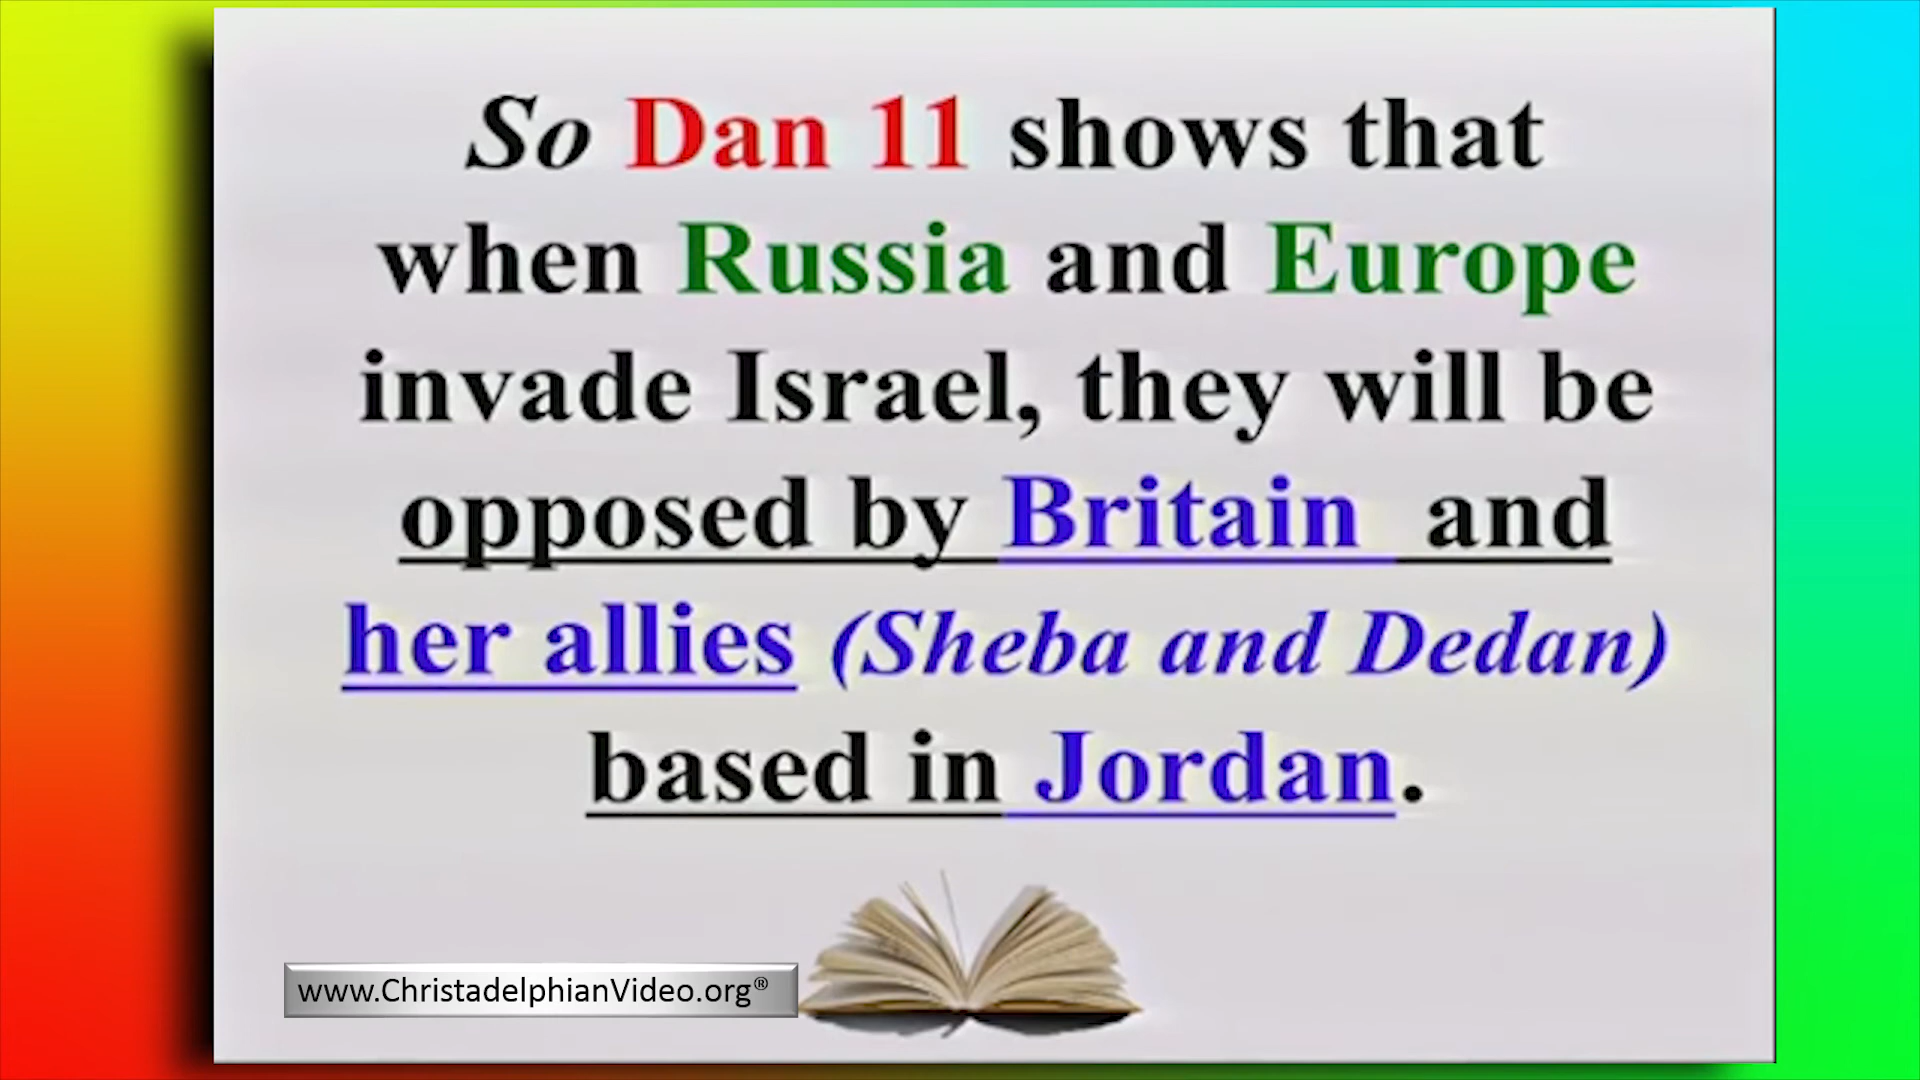 So Dan 11 shows that
when Russia and Europe
invade Israel, they will be
opposed by Britain and
her allies (Sheba and Dedan)
based in Jordan.
www.ChristadelphianVideo.org®